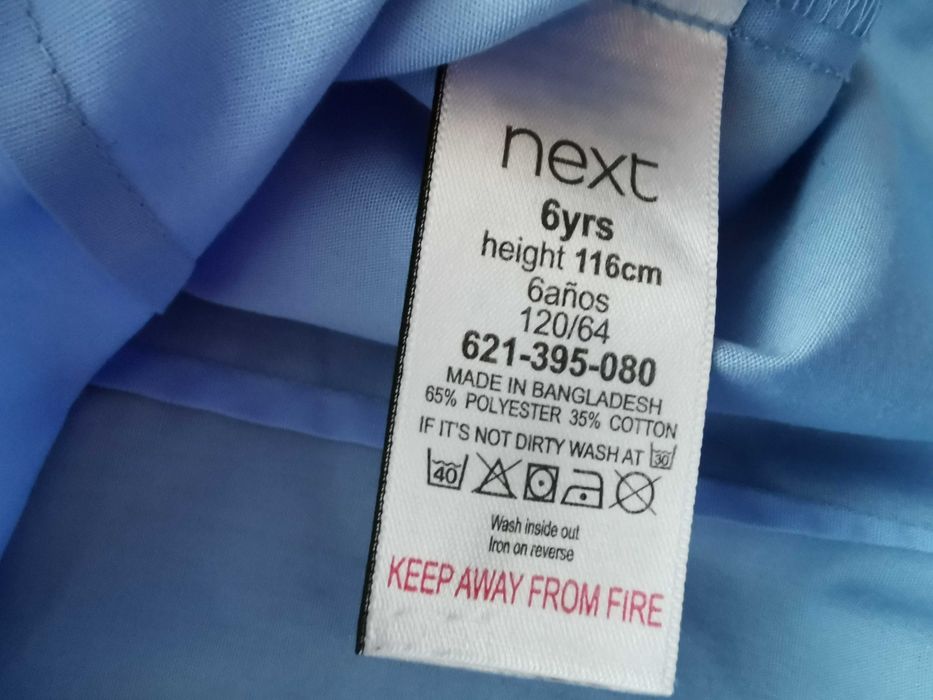 next
6yrs
height 116cm
6años
120/64
621-395-080
MADE IN BANGLADESH
65% POLYESTER 35% COTTON
IF IT'S NOT DIRTY WASH AT 30
40
Wash inside out
Iron on reverse
KEEP AWAY FROM FIRE